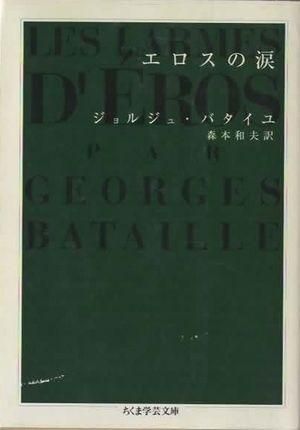 LES LARMES
エロスの涙
D'ÉROS
ジョルジュ・バタイユ
森本和夫訳
PAR
GEORGES
BATAILLE
ちくま学芸文庫